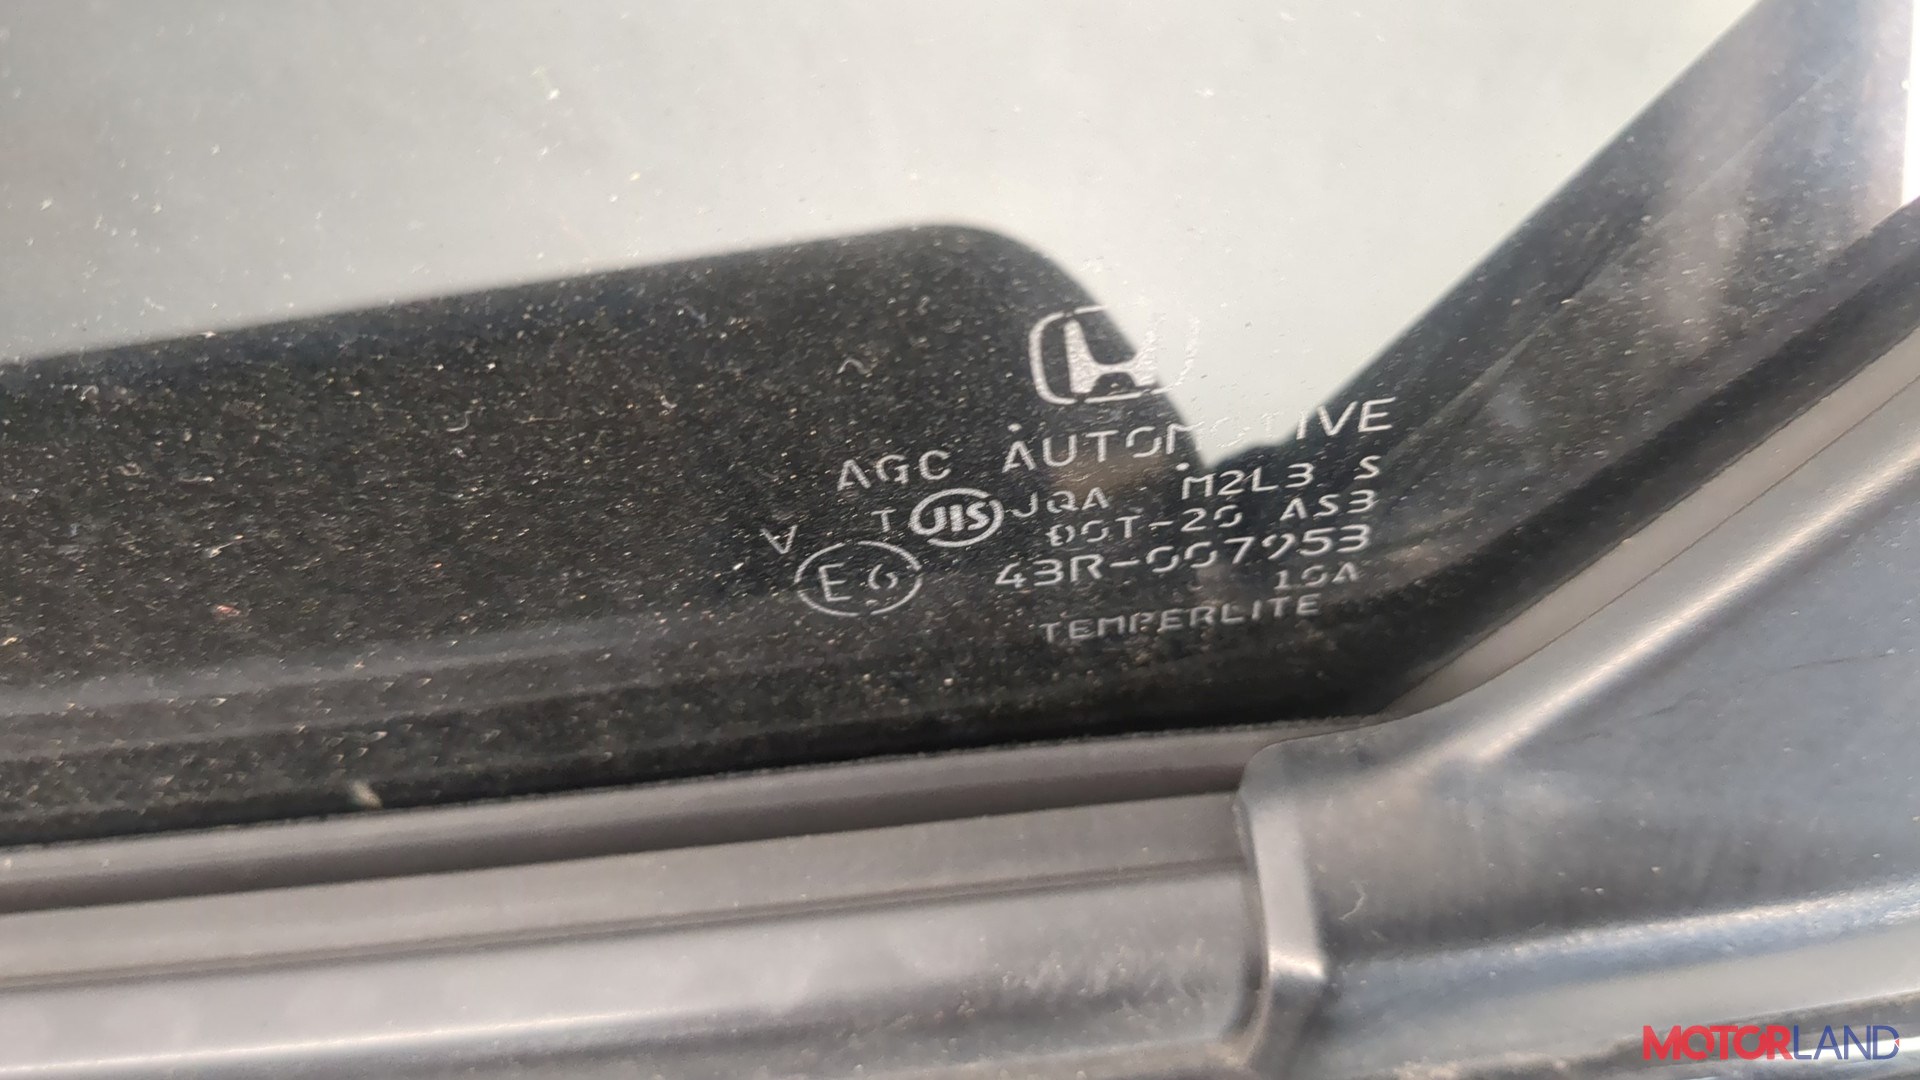 AGC AUTOMOTIVE
V T JIS JQA M2L3 S
DOT-20 AS3
E6 43R-007953
10A
TEMPERLITE
MOTORLAND